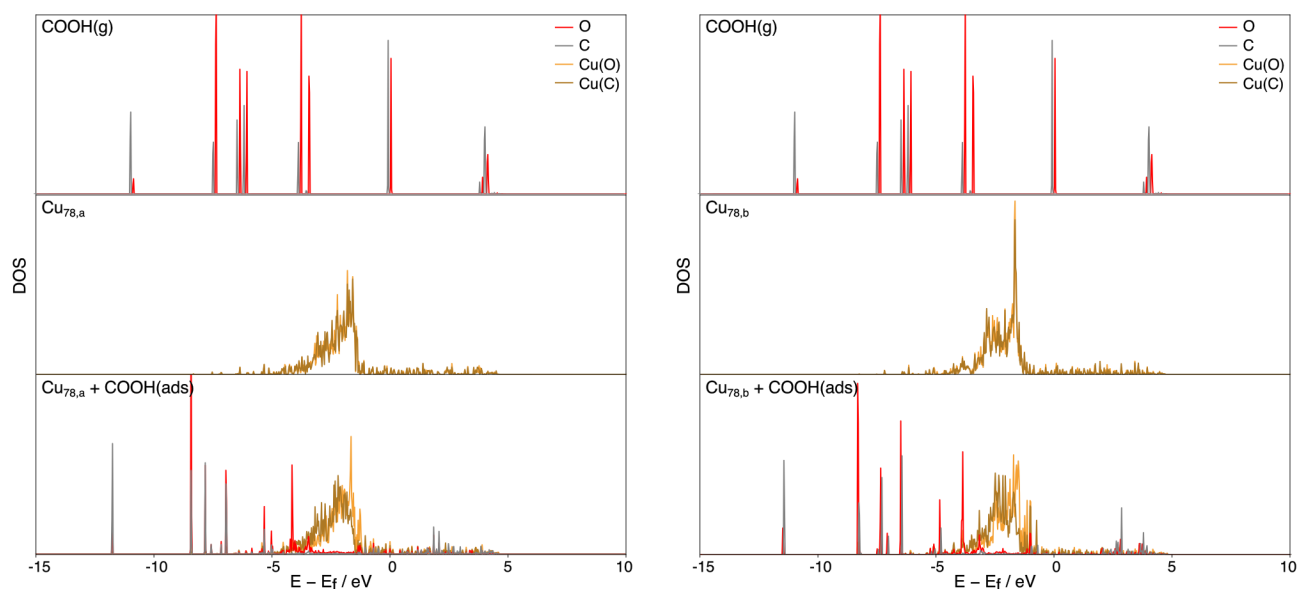 COOH(g)
O
C
Cu(O)
Cu(C)
Cu78,a
DOS
Cu78,a + COOH(ads)
-15 -10 -5 0 5 10
E − Ef / eV
COOH(g)
O
C
Cu(O)
Cu(C)
Cu78,b
DOS
Cu78,b + COOH(ads)
-15 -10 -5 0 5 10
E − Ef / eV